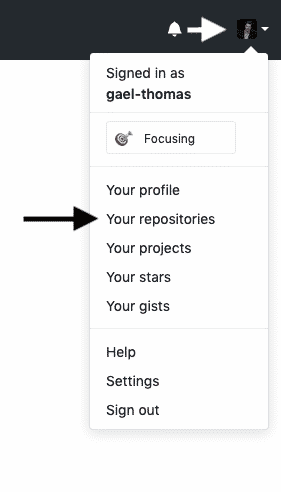 Signed in as
gael-thomas
Focusing
Your profile
Your repositories
Your projects
Your stars
Your gists
Help
Settings
Sign out